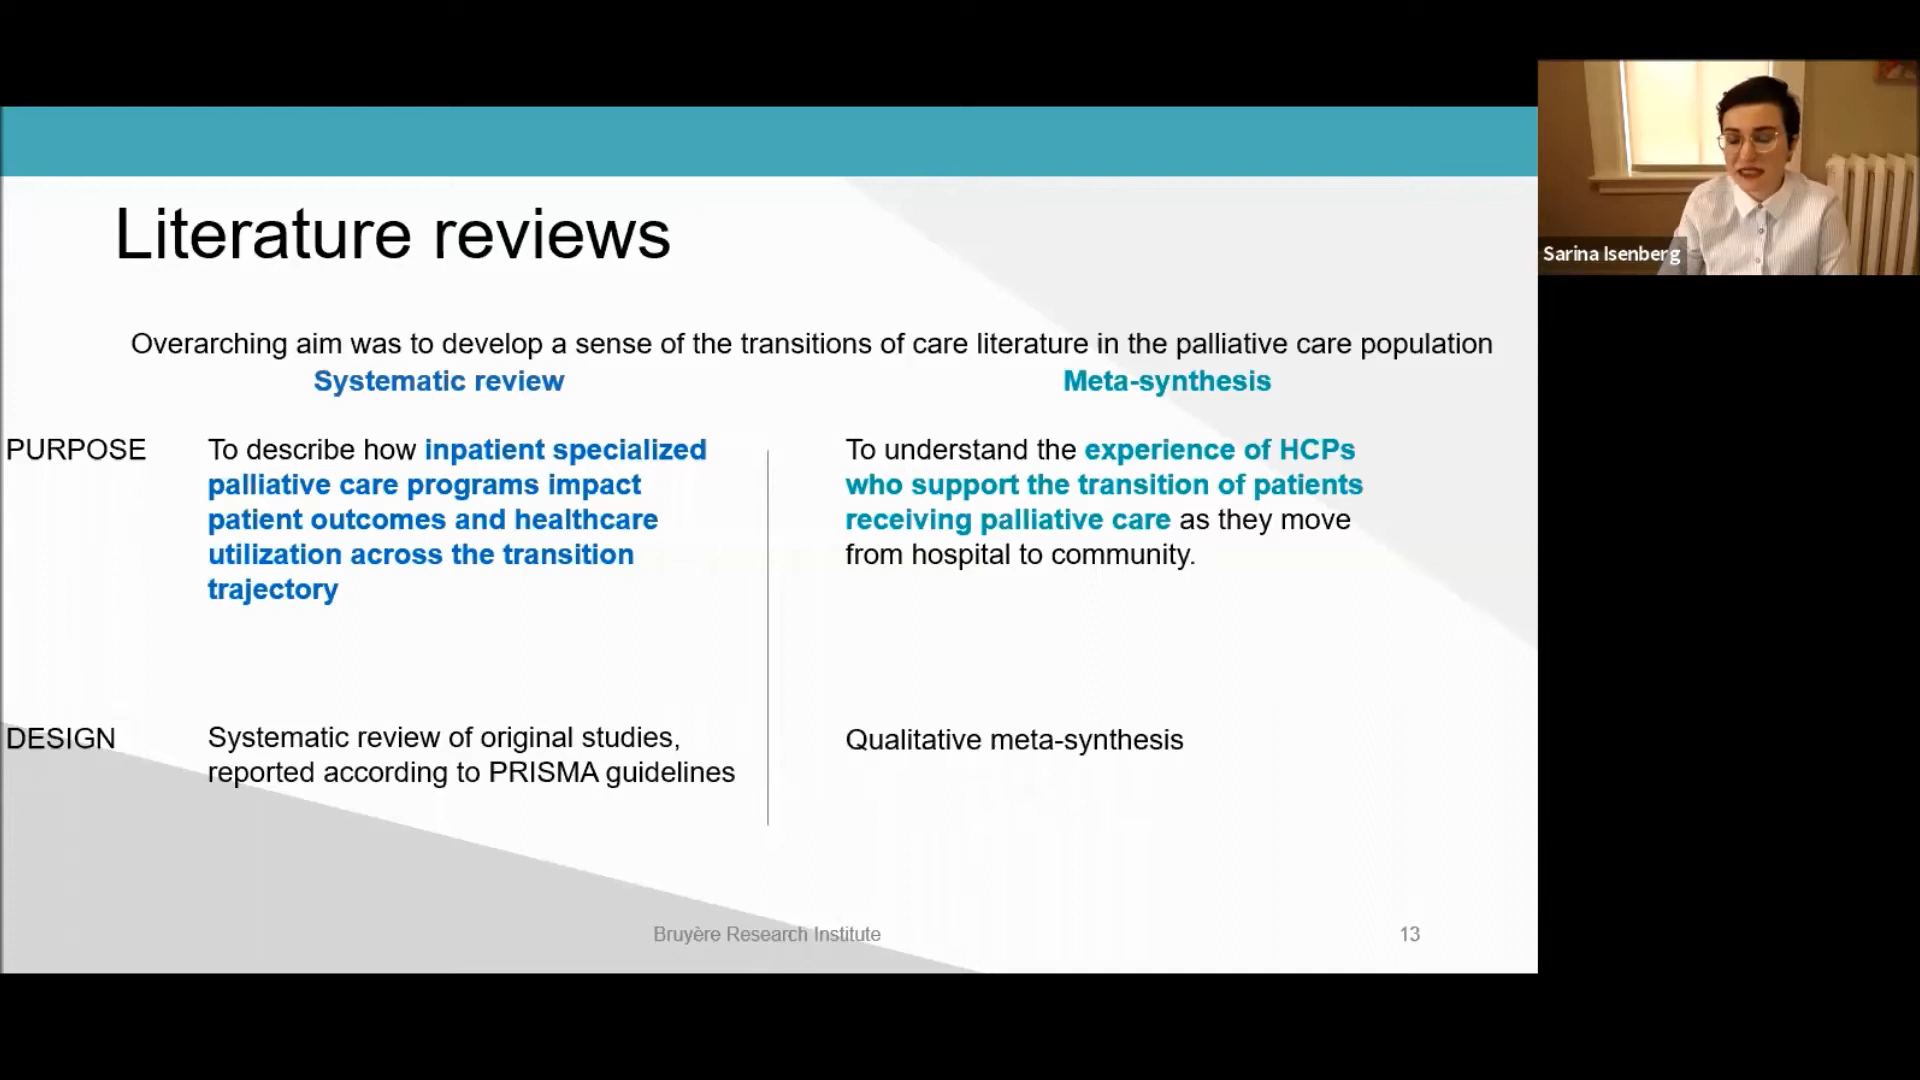 Literature reviews
Overarching aim was to develop a sense of the transitions of care literature in the palliative care population
Systematic review
Meta-synthesis
PURPOSE
To describe how inpatient specialized
palliative care programs impact
patient outcomes and healthcare
utilization across the transition
trajectory
To understand the experience of HCPs
who support the transition of patients
receiving palliative care as they move
from hospital to community.
DESIGN
Systematic review of original studies,
reported according to PRISMA guidelines
Qualitative meta-synthesis
Bruyère Research Institute
13
Sarina Isenberg